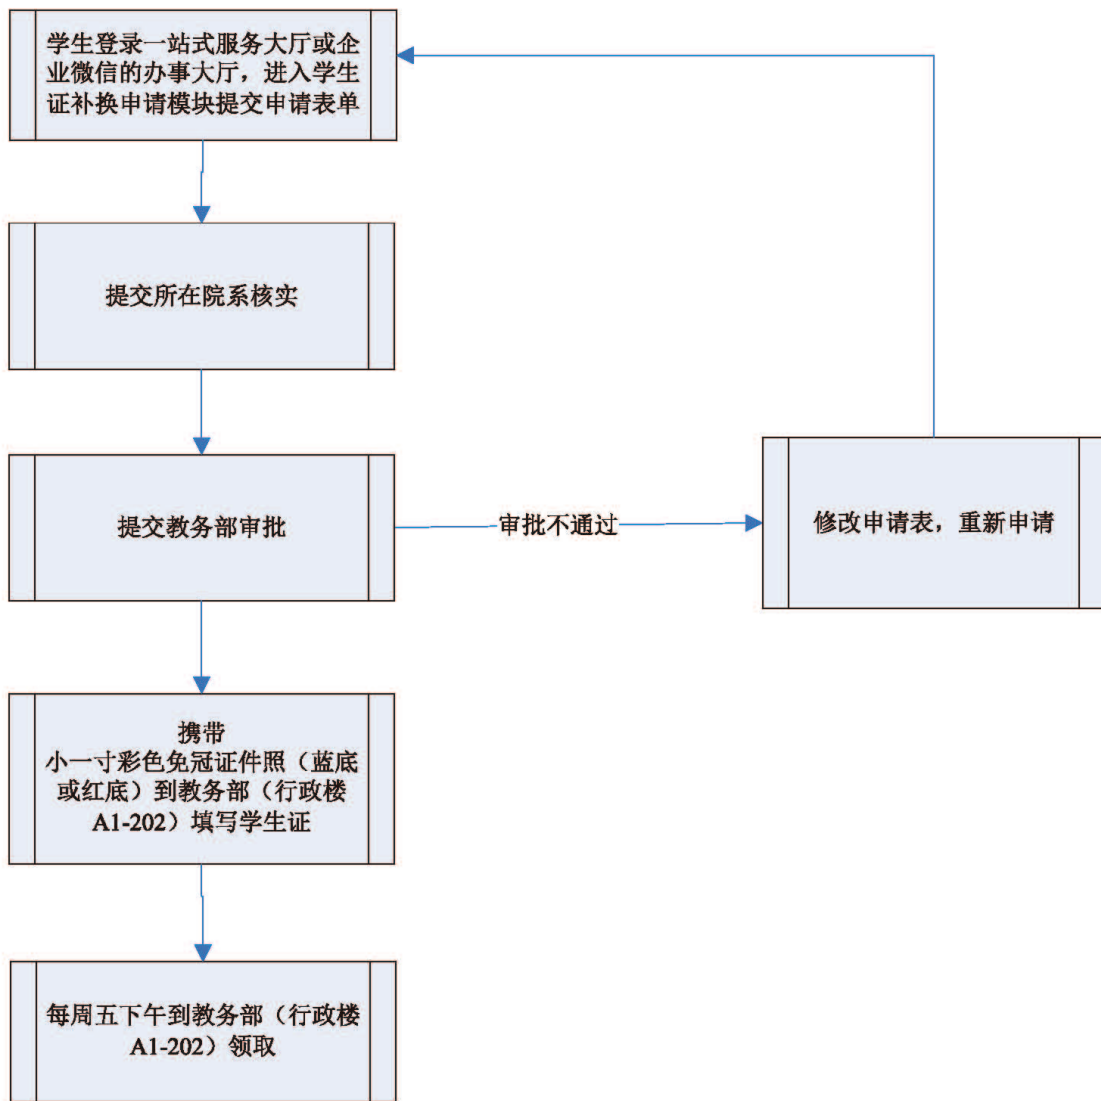 学生登录一站式服务大厅或企
业微信的办事大厅，进入学生
证补换申请模块提交申请表单
提交所在院系核实
提交教务部审批
审批不通过
修改申请表，重新申请
携带
小一寸彩色免冠证件照（蓝底
或红底）到教务部（行政楼
A1-202）填写学生证
每周五下午到教务部（行政楼
A1-202）领取